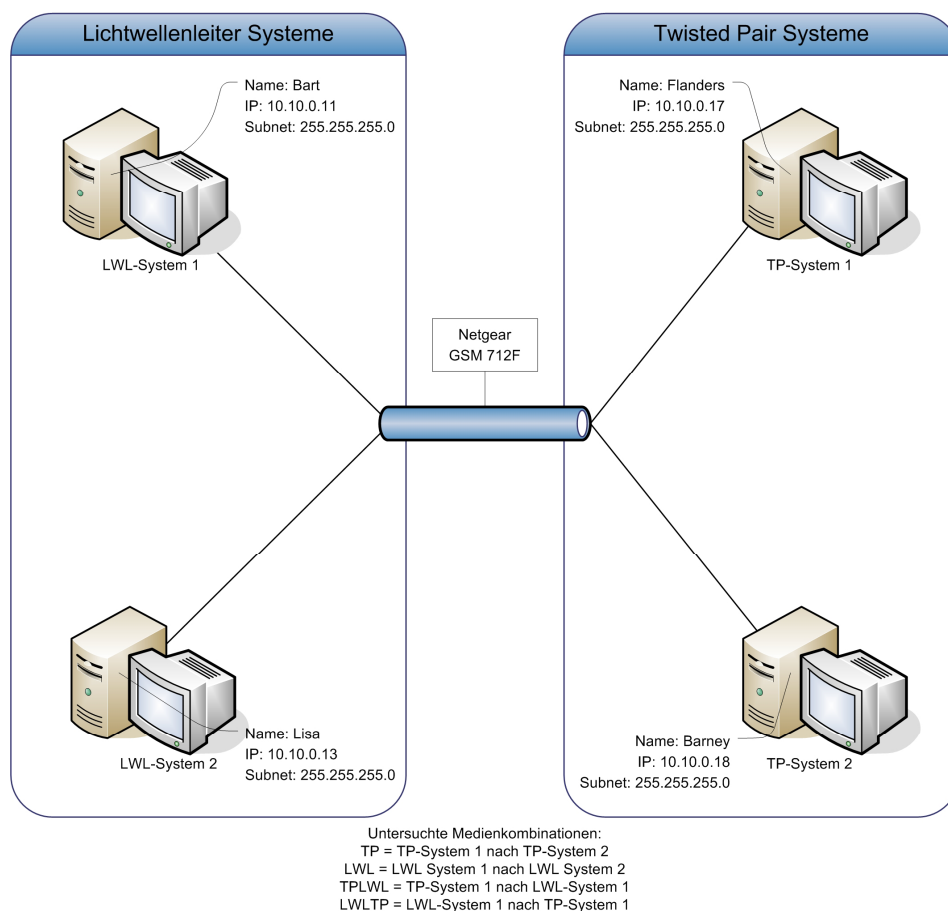 Lichtwellenleiter Systeme
Twisted Pair Systeme
Name: Bart
IP: 10.10.0.11
Subnet: 255.255.255.0
LWL-System 1
Name: Flanders
IP: 10.10.0.17
Subnet: 255.255.255.0
TP-System 1
Netgear
GSM 712F
Name: Lisa
IP: 10.10.0.13
Subnet: 255.255.255.0
LWL-System 2
Name: Barney
IP: 10.10.0.18
Subnet: 255.255.255.0
TP-System 2
Untersuchte Medienkombinationen:
TP = TP-System 1 nach TP-System 2
LWL = LWL System 1 nach LWL System 2
TPLWL = TP-System 1 nach LWL-System 1
LWLTP = LWL-System 1 nach TP-System 1